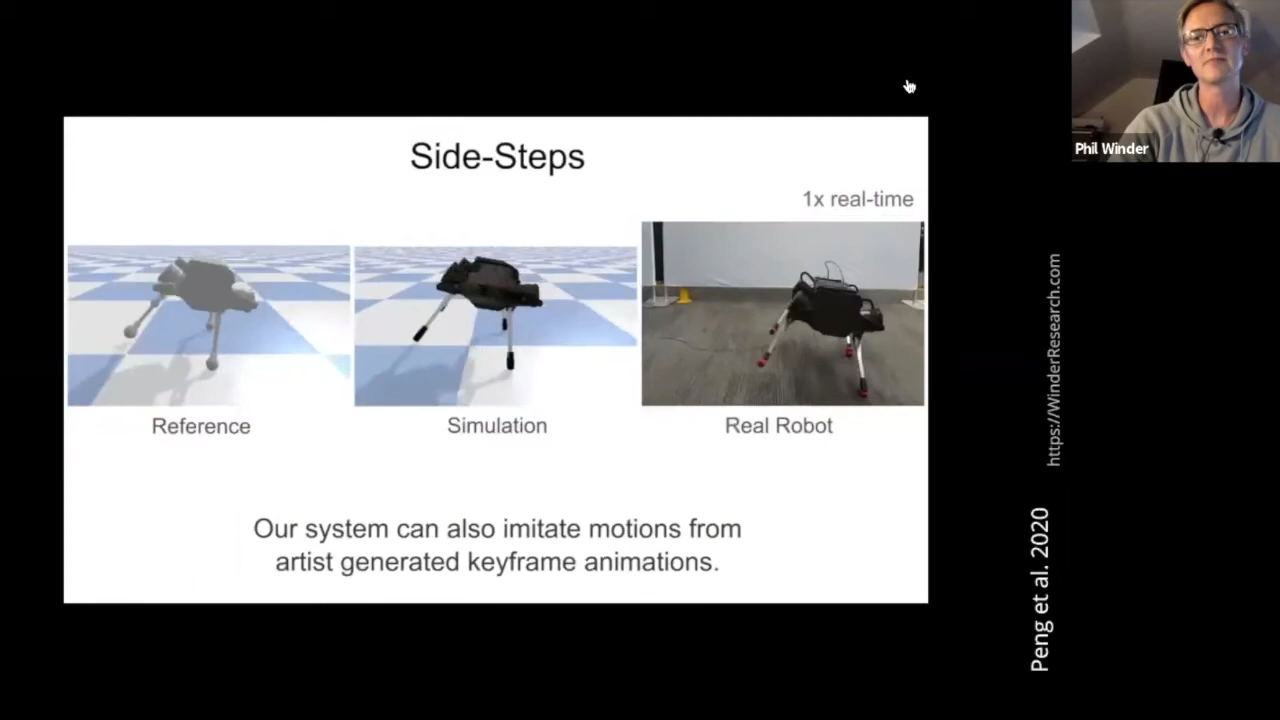 Side-Steps
1x real-time
Reference
Simulation
Real Robot
Our system can also imitate motions from
artist generated keyframe animations.
Phil Winder
https://WinderResearch.com
Peng et al. 2020